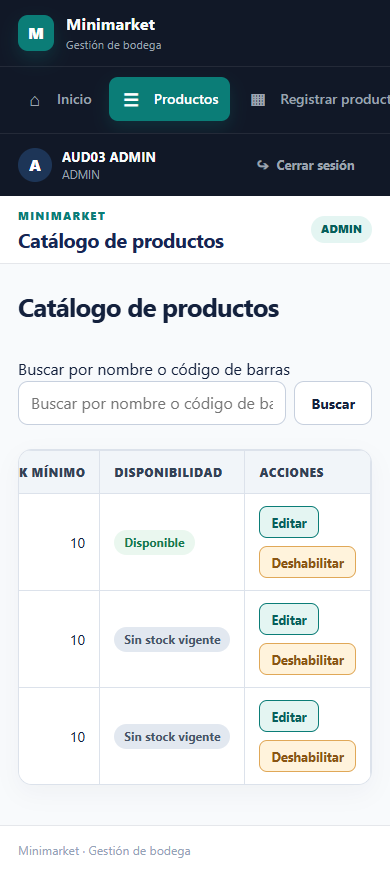 M
Minimarket
Gestión de bodega
Inicio
Productos
Registrar product
A
AUD03 ADMIN
ADMIN
Cerrar sesión
MINIMARKET
Catálogo de productos
ADMIN
Catálogo de productos
Buscar por nombre o código de barras
Buscar por nombre o código de ba
Buscar
K MÍNIMO DISPONIBILIDAD ACCIONES
10 Disponible Editar
Deshabilitar
10 Sin stock vigente Editar
Deshabilitar
10 Sin stock vigente Editar
Deshabilitar
Minimarket · Gestión de bodega